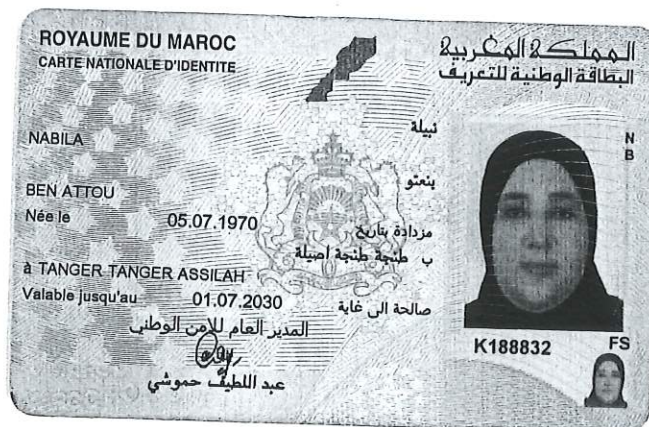 ROYAUME DU MAROC
المملكة المغربية
CARTE NATIONALE D'IDENTITE
البطاقة الوطنية للتعريف
نبيلة
NABILA
بنعتو
BEN ATTOU
Née le 05.07.1970 مزدادة بتاريخ
ب طنجة طنجة اصيلة
à TANGER TANGER ASSILAH
Valable jusqu'au 01.07.2030 صالحة الى غاية
المدير العام للامن الوطني
عبد اللطيف حموشي
N
B
K188832
FS